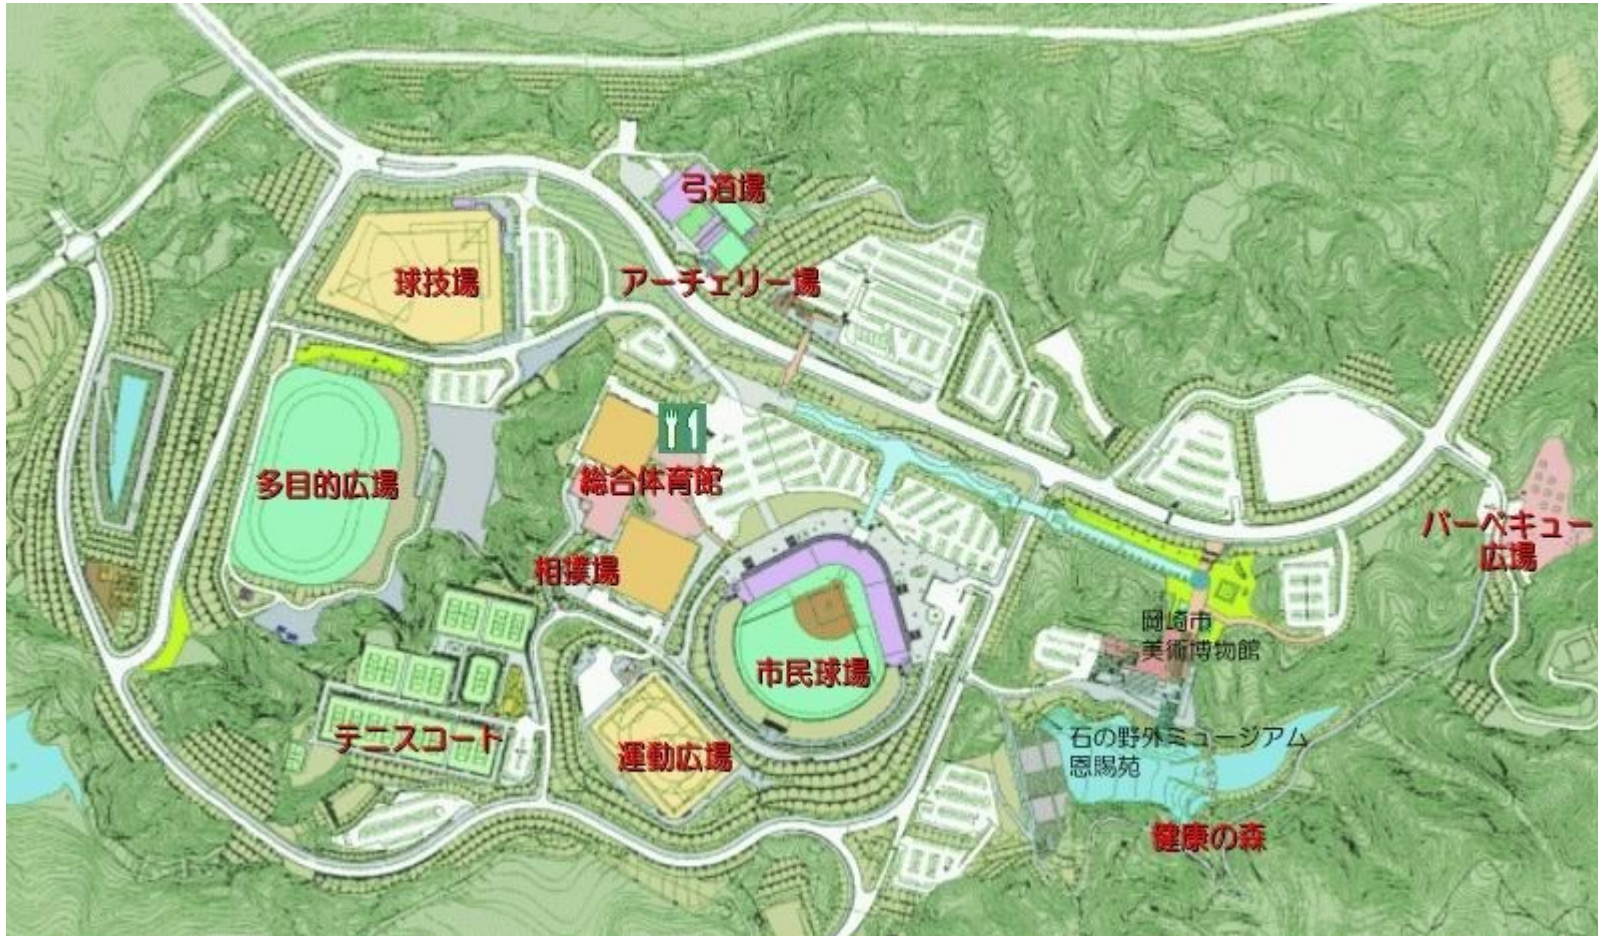 弓道場
球技場
アーチェリー場
多目的広場
総合体育館
バーベキュー
広場
相撲場
岡崎市
美術博物館
市民球場
テニスコート
運動広場
石の野外ミュージアム
恩賜苑
健康の森